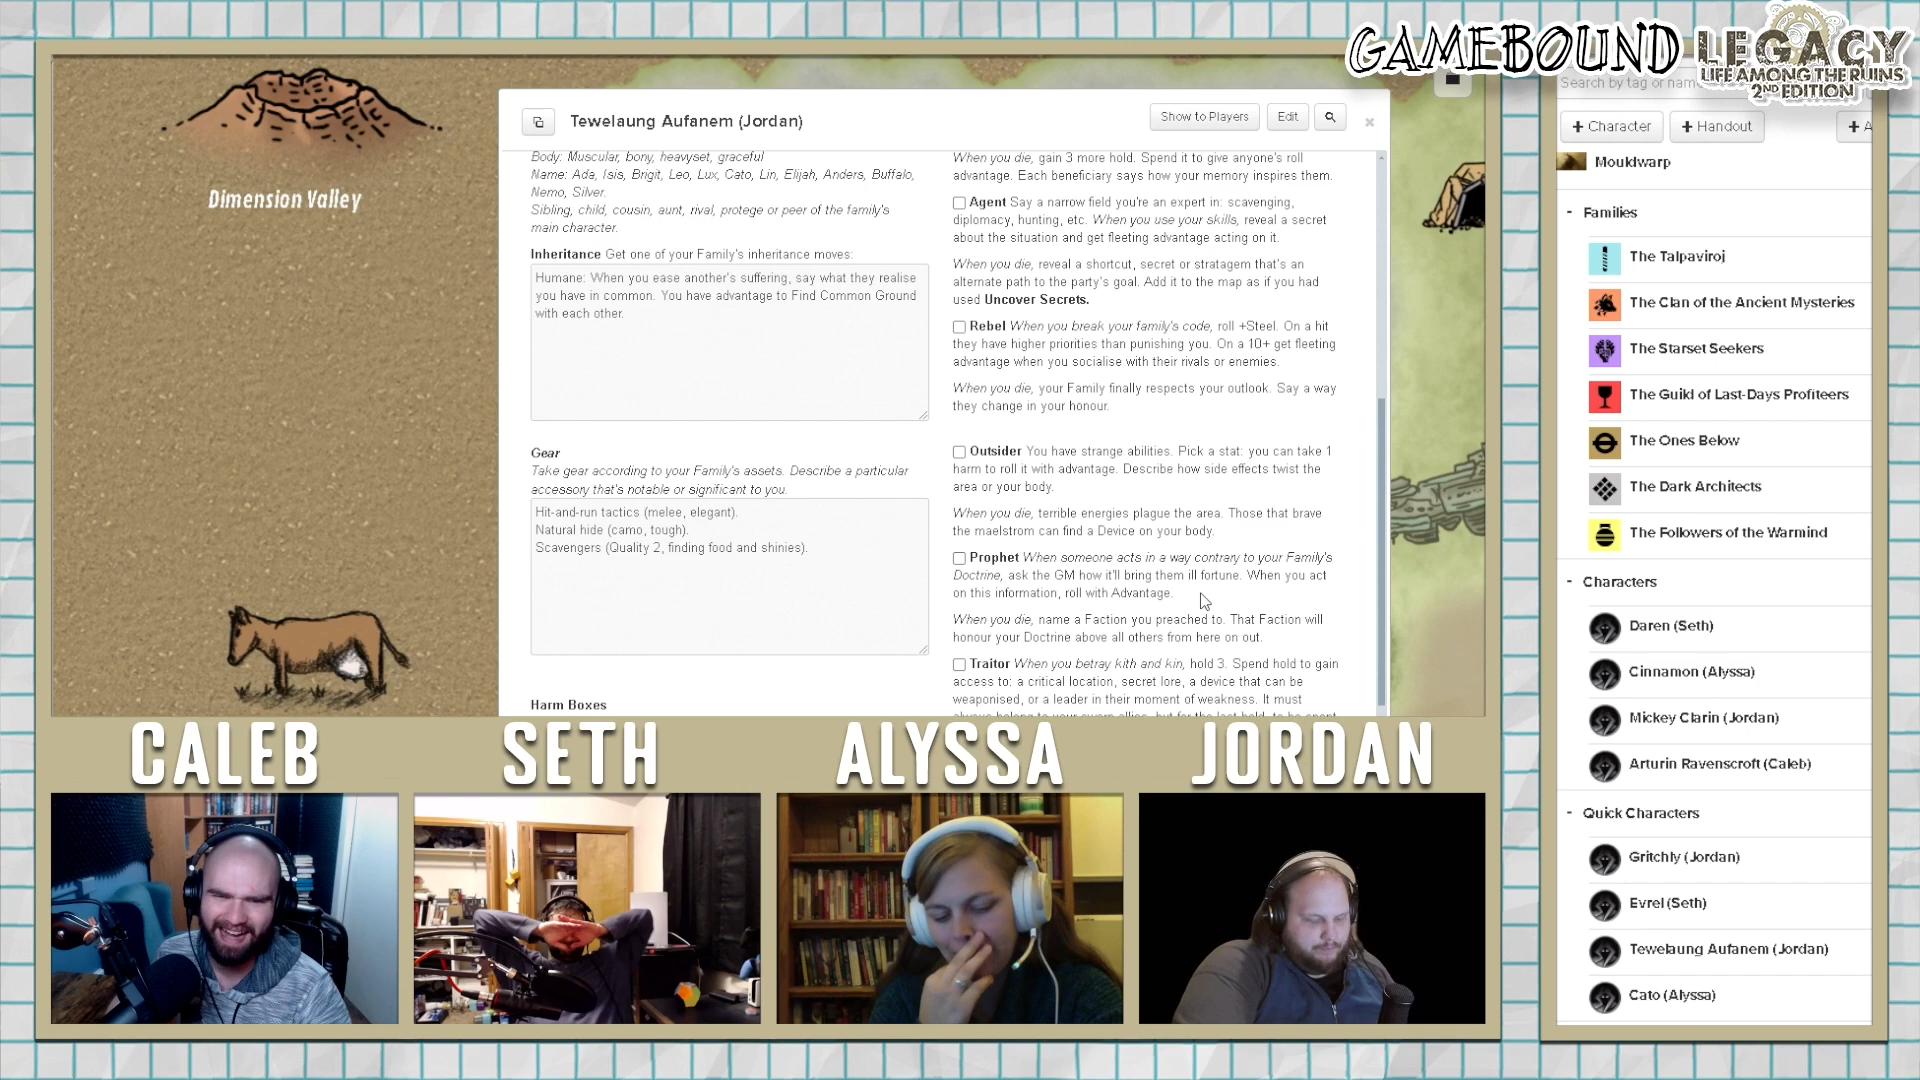 GAMEBOUND
LEGACY
LIFE AMONG THE RUINS
2ND EDITION
Dimension Valley
Tewelaung Aufanem (Jordan)
Show to Players
Edit
Body: Muscular, bony, heavyset, graceful
Name: Ada, Isis, Brigit, Leo, Lux, Cato, Lin, Elijah, Anders, Buffalo,
Nemo, Silver.
Sibling, child, cousin, aunt, rival, protege or peer of the family's
main character.
Inheritance Get one of your Family's inheritance moves:
Humane: When you ease another's suffering, say what they realise
you have in common. You have advantage to Find Common Ground
with each other.
Gear
Take gear according to your Family's assets. Describe a particular
accessory that's notable or significant to you.
Hit-and-run tactics (melee, elegant).
Natural hide (camo, tough).
Scavengers (Quality 2, finding food and shinies).
Harm Boxes
When you die, gain 3 more hold. Spend it to give anyone's roll
advantage. Each beneficiary says how your memory inspires them.
Agent Say a narrow field you're an expert in: scavenging,
diplomacy, hunting, etc. When you use your skills, reveal a secret
about the situation and get fleeting advantage acting on it.
When you die, reveal a shortcut, secret or stratagem that's an
alternate path to the party's goal. Add it to the map as if you had
used Uncover Secrets.
Rebel When you break your family's code, roll +Steel. On a hit
they have higher priorities than punishing you. On a 10+ get fleeting
advantage when you socialise with their rivals or enemies.
When you die, your Family finally respects your outlook. Say a way
they change in your honour.
Outsider You have strange abilities. Pick a stat: you can take 1
harm to roll it with advantage. Describe how side effects twist the
area or your body.
When you die, terrible energies plague the area. Those that brave
the maelstrom can find a Device on your body.
Prophet When someone acts in a way contrary to your Family's
Doctrine, ask the GM how it'll bring them ill fortune. When you act
on this information, roll with Advantage.
When you die, name a Faction you preached to. That Faction will
honour your Doctrine above all others from here on out.
Traitor When you betray kith and kin, hold 3. Spend hold to gain
access to: a critical location, secret lore, a device that can be
weaponised, or a leader in their moment of weakness. It must
Search by tag or name
+ Character
+ Handout
+ A
Mouldwarp
- Families
The Talpaviroj
The Clan of the Ancient Mysteries
The Starset Seekers
The Guild of Last-Days Profiteers
The Ones Below
The Dark Architects
The Followers of the Warmind
- Characters
Daren (Seth)
Cinnamon (Alyssa)
Mickey Clarin (Jordan)
Arturin Ravenscroft (Caleb)
- Quick Characters
Gritchly (Jordan)
Evrel (Seth)
Tewelaung Aufanem (Jordan)
Cato (Alyssa)
CALEB
SETH
ALYSSA
JORDAN